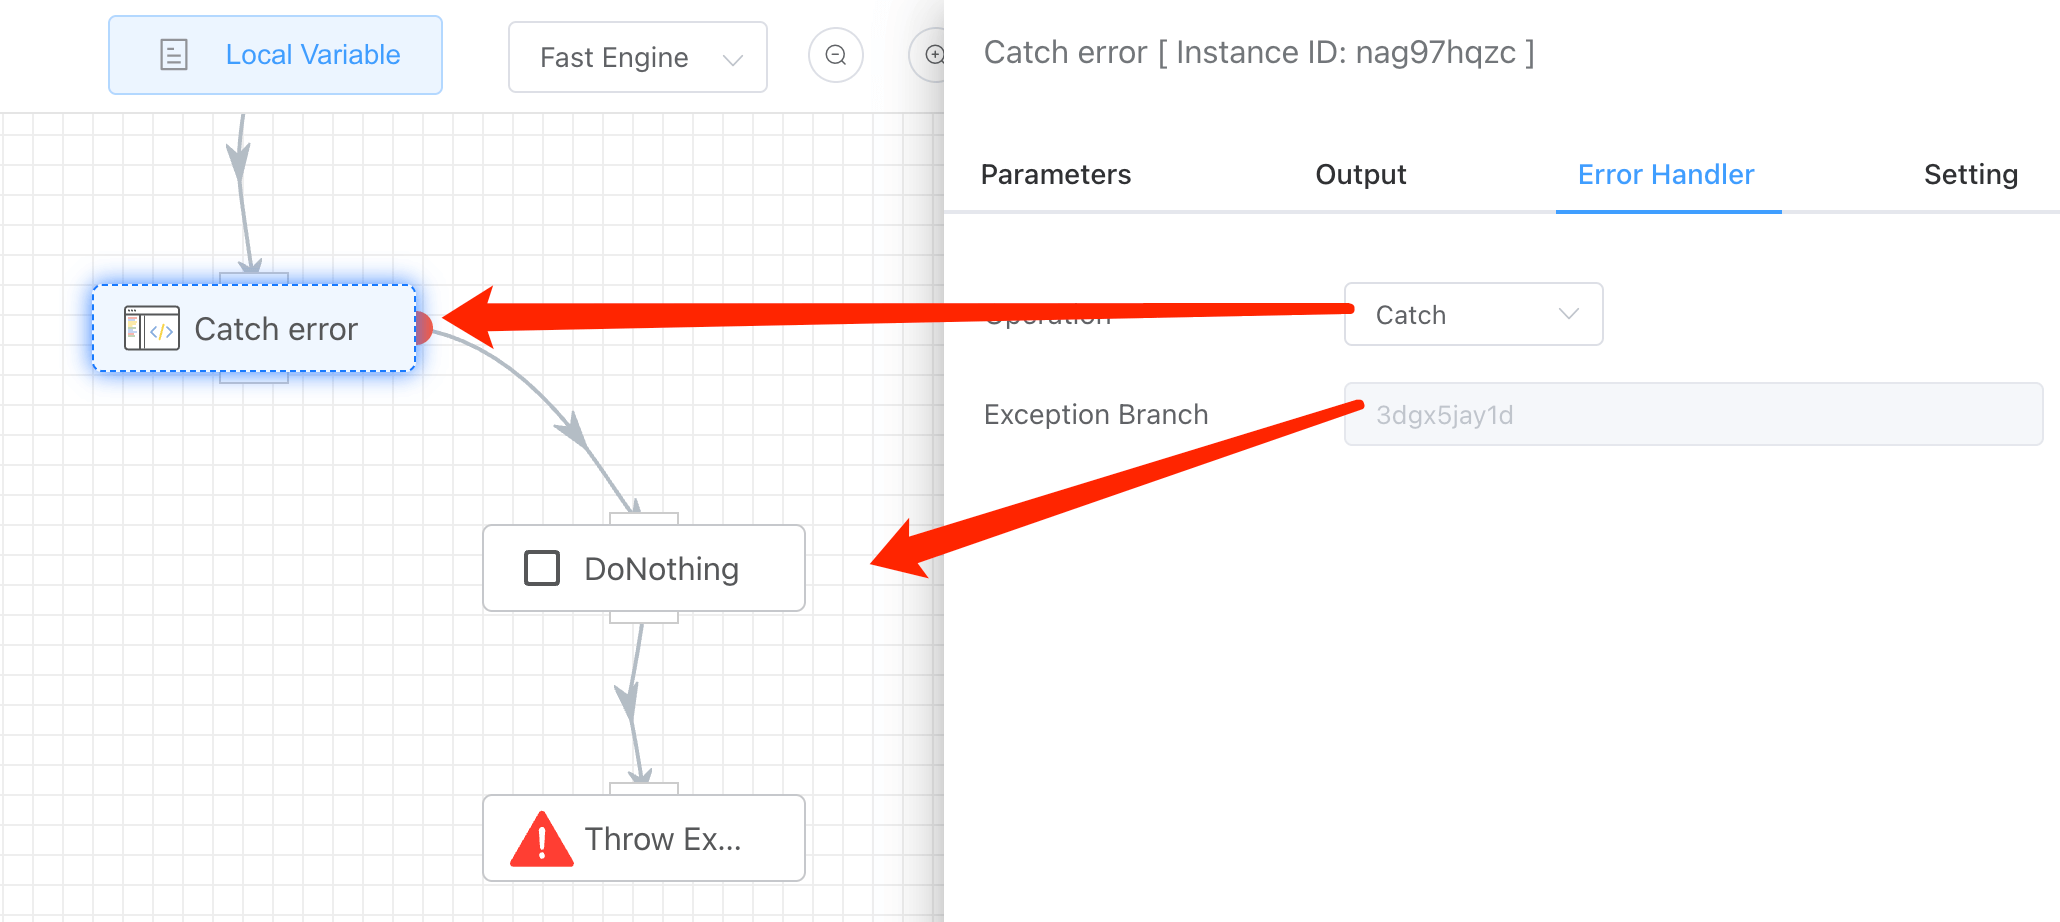 Local Variable
Fast Engine
Catch error [ Instance ID: nag97hqzc ]
Parameters
Output
Error Handler
Setting
Operation
Catch
Exception Branch
3dgx5jay1d
Catch error
DoNothing
Throw Ex...